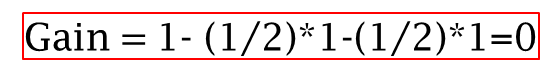 Gain = 1- (1/2)*1-(1/2)*1=0